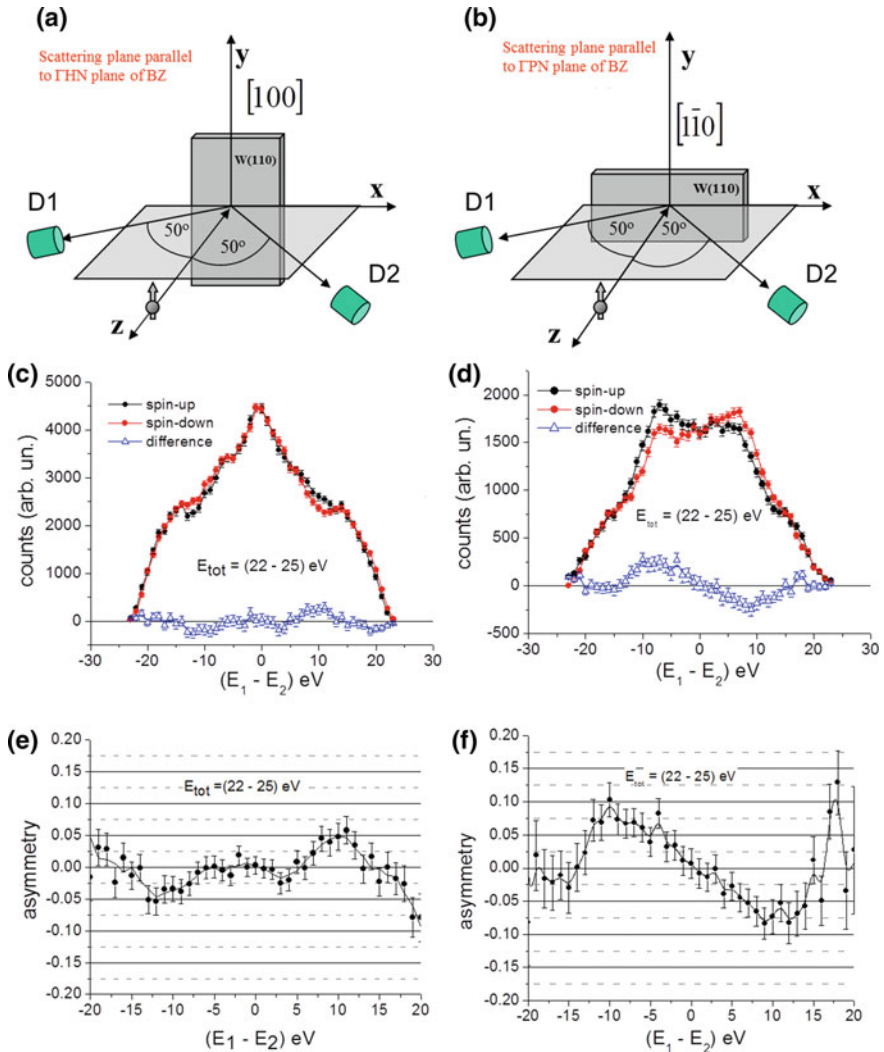 (a)
Scattering plane parallel
to ΓHN plane of BZ
y
[100]
W(110)
x
D1
50°
50°
D2
z
(b)
Scattering plane parallel
to ΓPN plane of BZ
y
[11̄0]
W(110)
x
D1
50°
50°
D2
z
(c)
5000
4000
3000
2000
1000
0
counts (arb. un.)
spin-up
spin-down
difference
E_tot = (22 - 25) eV
-30 -20 -10 0 10 20 30
(E₁ - E₂) eV
(d)
2000
1500
1000
500
0
-500
counts (arb. un.)
spin-up
spin-down
difference
E_tot = (22 - 25) eV
-30 -20 -10 0 10 20 30
(E₁ - E₂) eV
(e)
0.20
0.15
0.10
0.05
0.00
-0.05
-0.10
-0.15
-0.20
asymmetry
E_tot =(22 - 25) eV
-20 -15 -10 -5 0 5 10 15 20
(E₁ - E₂) eV
(f)
0.20
0.15
0.10
0.05
0.00
-0.05
-0.10
-0.15
-0.20
asymmetry
E_tot = (22 - 25) eV
-20 -15 -10 -5 0 5 10 15 20
(E₁ - E₂) eV